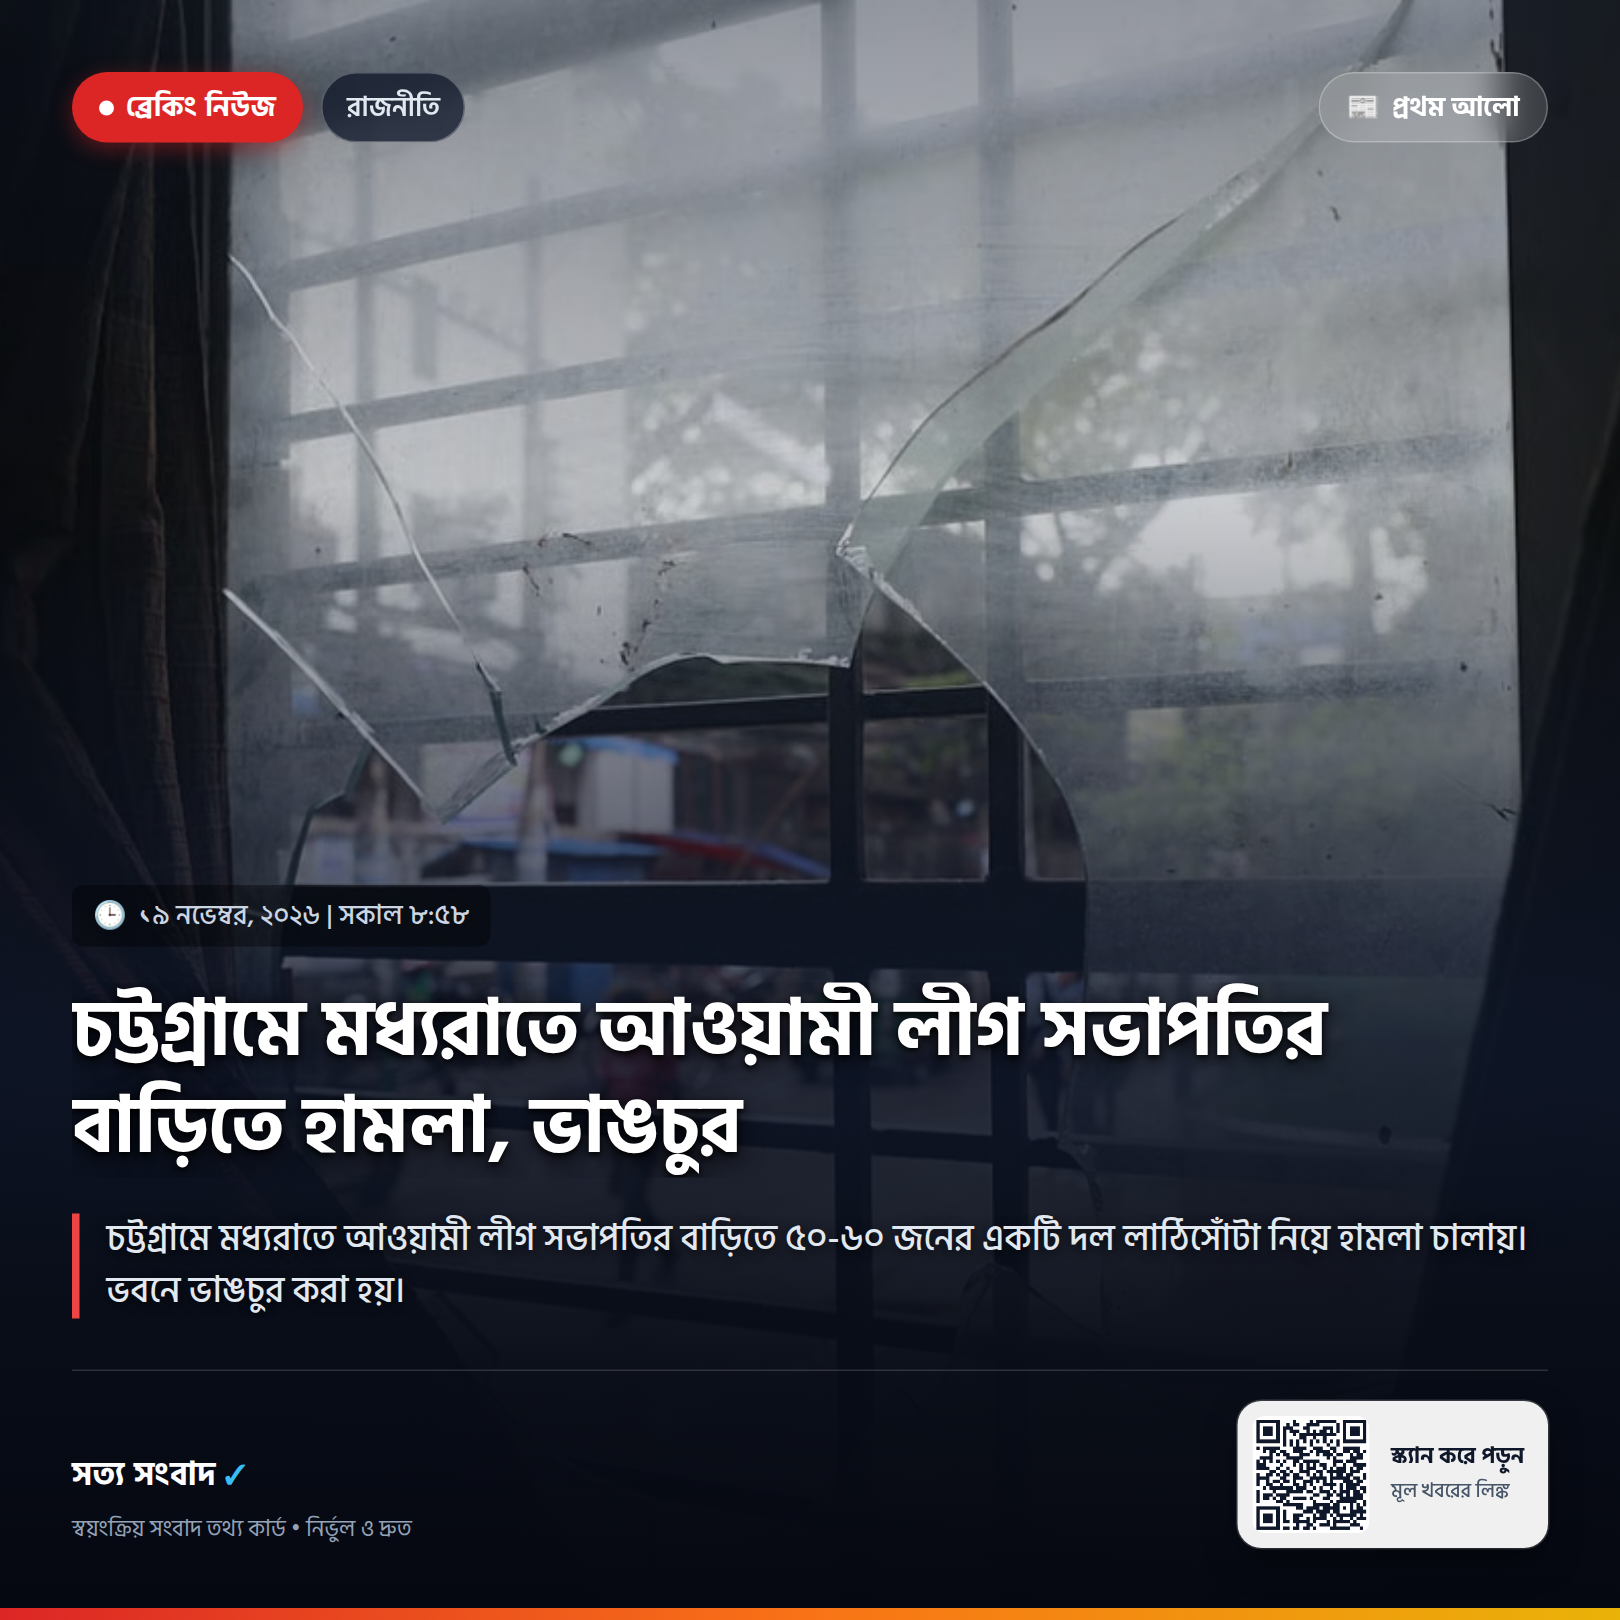 ব্রেকিং নিউজ
রাজনীতি
প্রথম আলো
১৯ নভেম্বর, ২০২৬ | সকাল ৮:৫৮
চট্টগ্রামে মধ্যরাতে আওয়ামী লীগ সভাপতির
বাড়িতে হামলা, ভাঙচুর
চট্টগ্রামে মধ্যরাতে আওয়ামী লীগ সভাপতির বাড়িতে ৫০-৬০ জনের একটি দল লাঠিসোঁটা নিয়ে হামলা চালায়।
ভবনে ভাঙচুর করা হয়।
সত্য সংবাদ ✓
স্বয়ংক্রিয় সংবাদ তথ্য কার্ড • নির্ভুল ও দ্রুত
স্ক্যান করে পড়ুন
মূল খবরের লিঙ্ক